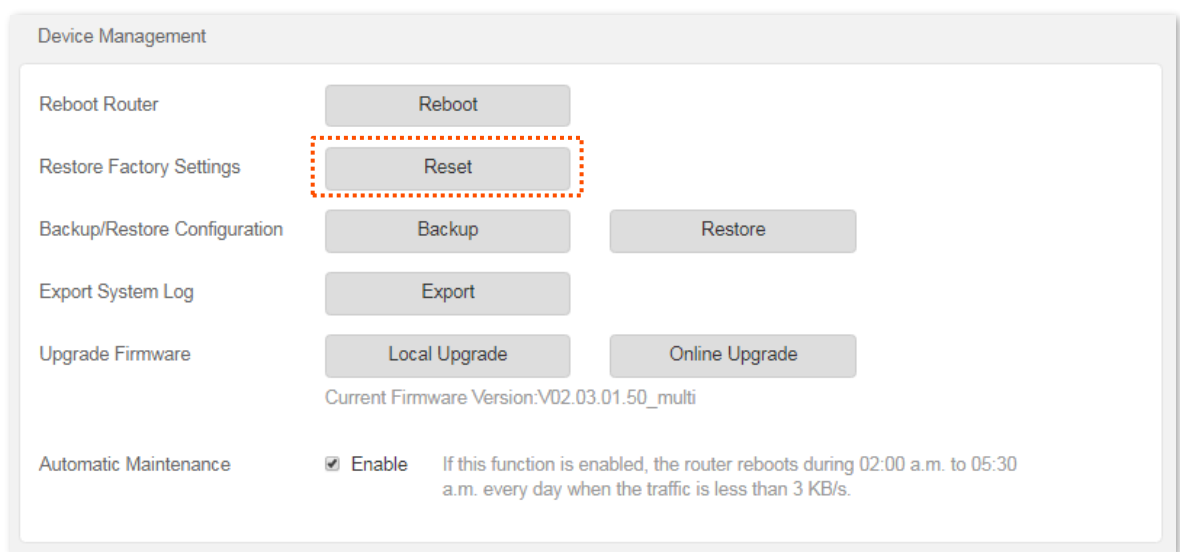 Device Management
Reboot Router Reboot
Restore Factory Settings Reset
Backup/Restore Configuration Backup Restore
Export System Log Export
Upgrade Firmware Local Upgrade Online Upgrade
Current Firmware Version:V02.03.01.50_multi
Automatic Maintenance Enable If this function is enabled, the router reboots during 02:00 a.m. to 05:30
a.m. every day when the traffic is less than 3 KB/s.